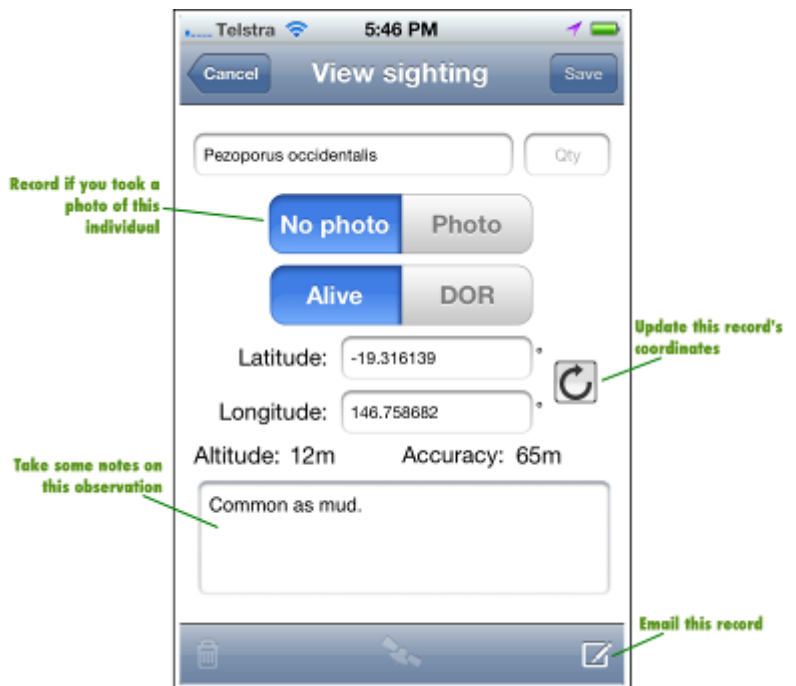 Telstra 5:46 PM
Cancel View sighting Save
Pezoporus occidentalis Qty
Record if you took a
photo of this
individual
No photo Photo
Alive DOR
Update this record's
coordinates
Latitude: -19.316139 °
Longitude: 146.758682 °
Altitude: 12m Accuracy: 65m
Take some notes on
this observation
Common as mud.
Email this record